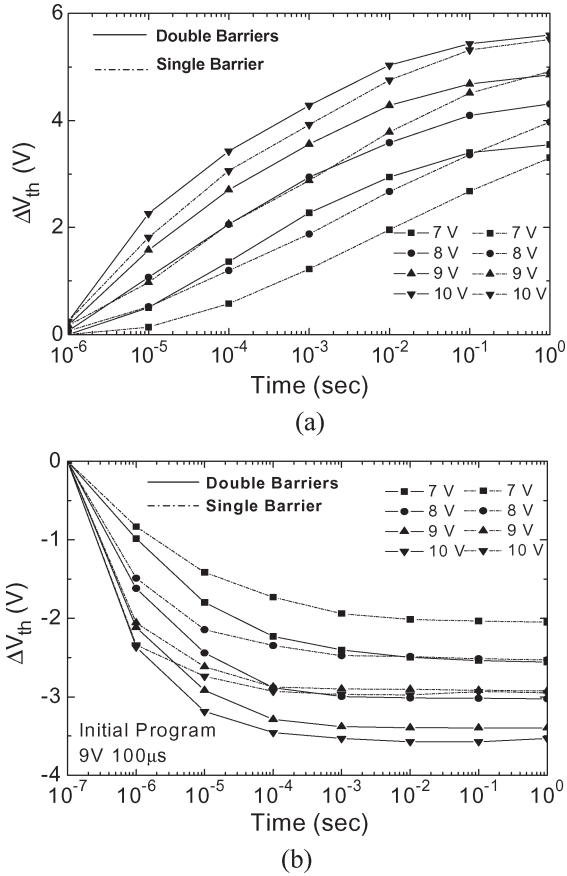 6
4
2
0
ΔVth (V)
Double Barriers
Single Barrier
7 V 7 V
8 V 8 V
9 V 9 V
10 V 10 V
10-6 10-5 10-4 10-3 10-2 10-1 100
Time (sec)
(a)
0
-1
-2
-3
-4
ΔVth (V)
Double Barriers
Single Barrier
7 V 7 V
8 V 8 V
9 V 9 V
10 V 10 V
Initial Program
9V 100μs
10-7 10-6 10-5 10-4 10-3 10-2 10-1 100
Time (sec)
(b)